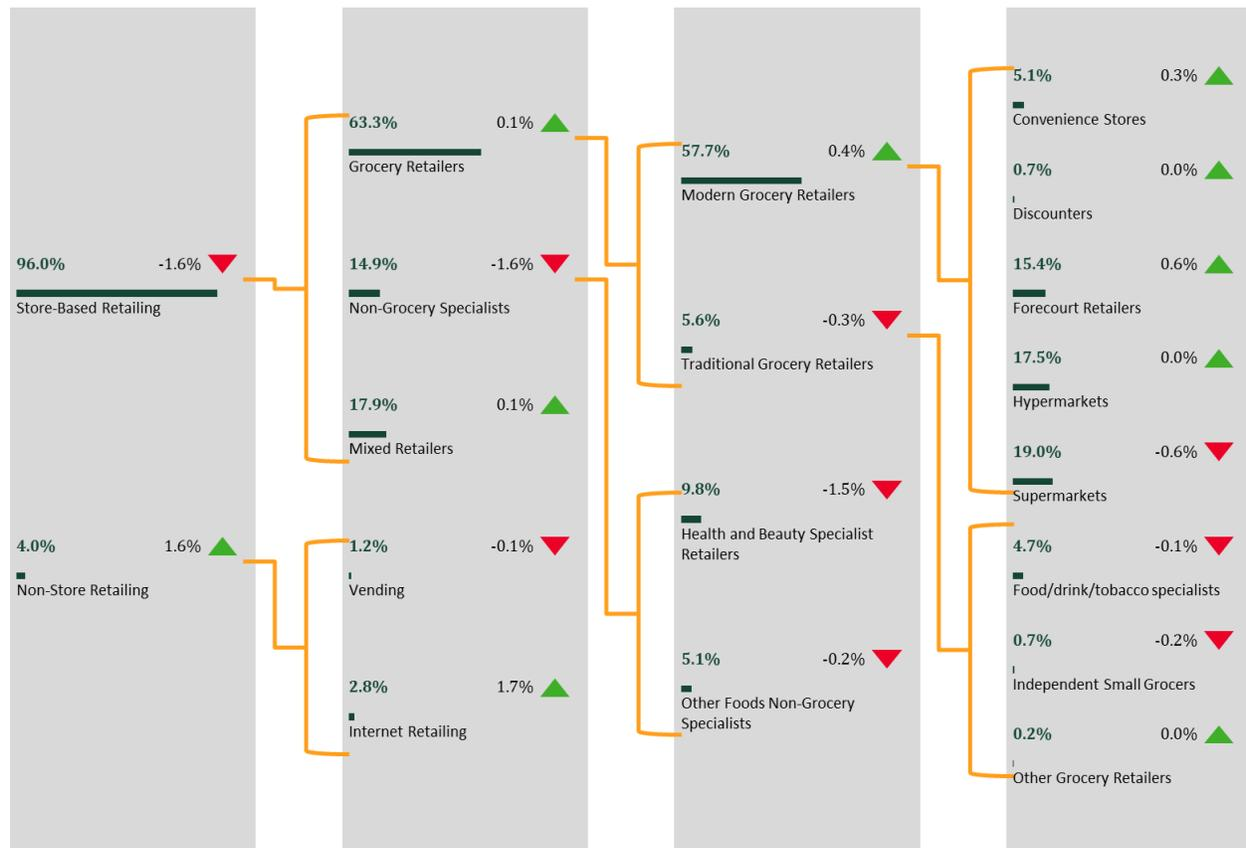 96.0% -1.6%
Store-Based Retailing
4.0% 1.6%
Non-Store Retailing
63.3% 0.1%
Grocery Retailers
14.9% -1.6%
Non-Grocery Specialists
17.9% 0.1%
Mixed Retailers
1.2% -0.1%
Vending
2.8% 1.7%
Internet Retailing
57.7% 0.4%
Modern Grocery Retailers
5.6% -0.3%
Traditional Grocery Retailers
9.8% -1.5%
Health and Beauty Specialist
Retailers
5.1% -0.2%
Other Foods Non-Grocery
Specialists
5.1% 0.3%
Convenience Stores
0.7% 0.0%
Discounters
15.4% 0.6%
Forecourt Retailers
17.5% 0.0%
Hypermarkets
19.0% -0.6%
Supermarkets
4.7% -0.1%
Food/drink/tobacco specialists
0.7% -0.2%
Independent Small Grocers
0.2% 0.0%
Other Grocery Retailers